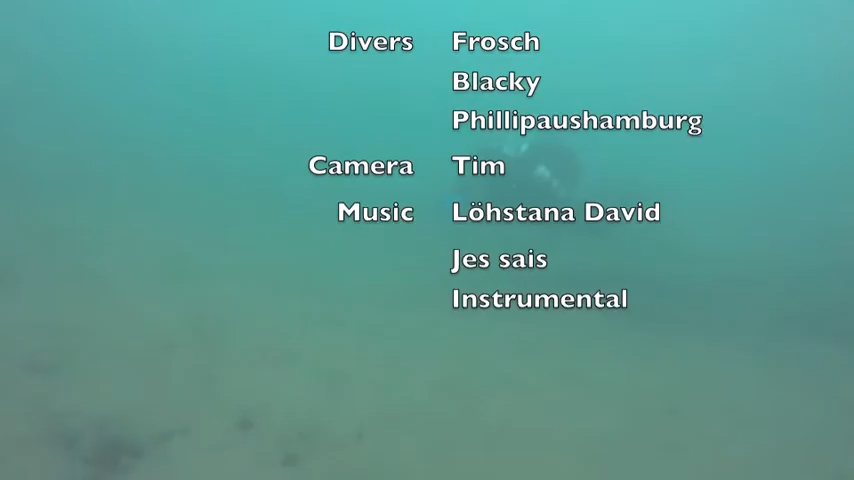 Divers Frosch
Blacky
Phillipaushamburg
Camera Tim
Music Löhstana David
Jes sais
Instrumental